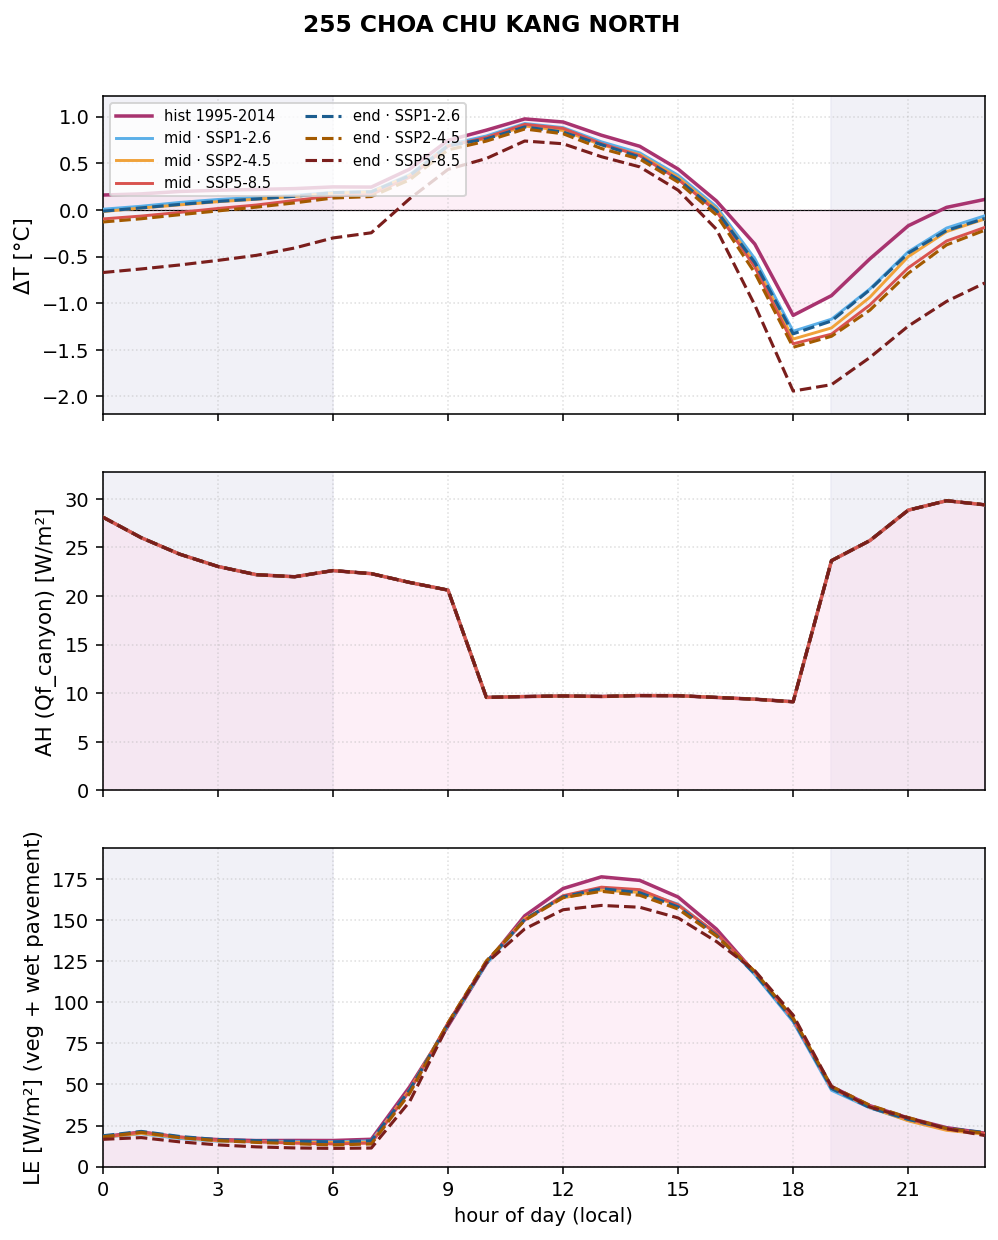 255 CHOA CHU KANG NORTH
hist 1995-2014
mid · SSP1-2.6
mid · SSP2-4.5
mid · SSP5-8.5
end · SSP1-2.6
end · SSP2-4.5
end · SSP5-8.5
ΔT [°C]
1.0
0.5
0.0
−0.5
−1.0
−1.5
−2.0
AH (Qf_canyon) [W/m²]
30
25
20
15
10
5
0
LE [W/m²] (veg + wet pavement)
175
150
125
100
75
50
25
0
0 3 6 9 12 15 18 21
hour of day (local)